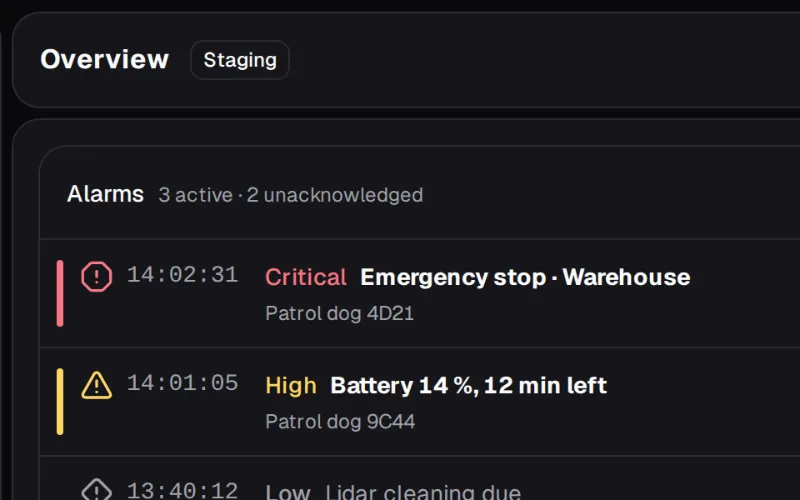 Overview Staging
Alarms 3 active · 2 unacknowledged
14:02:31 Critical Emergency stop · Warehouse
Patrol dog 4D21
14:01:05 High Battery 14 %, 12 min left
Patrol dog 9C44
13:40:12 Low Lidar cleaning due